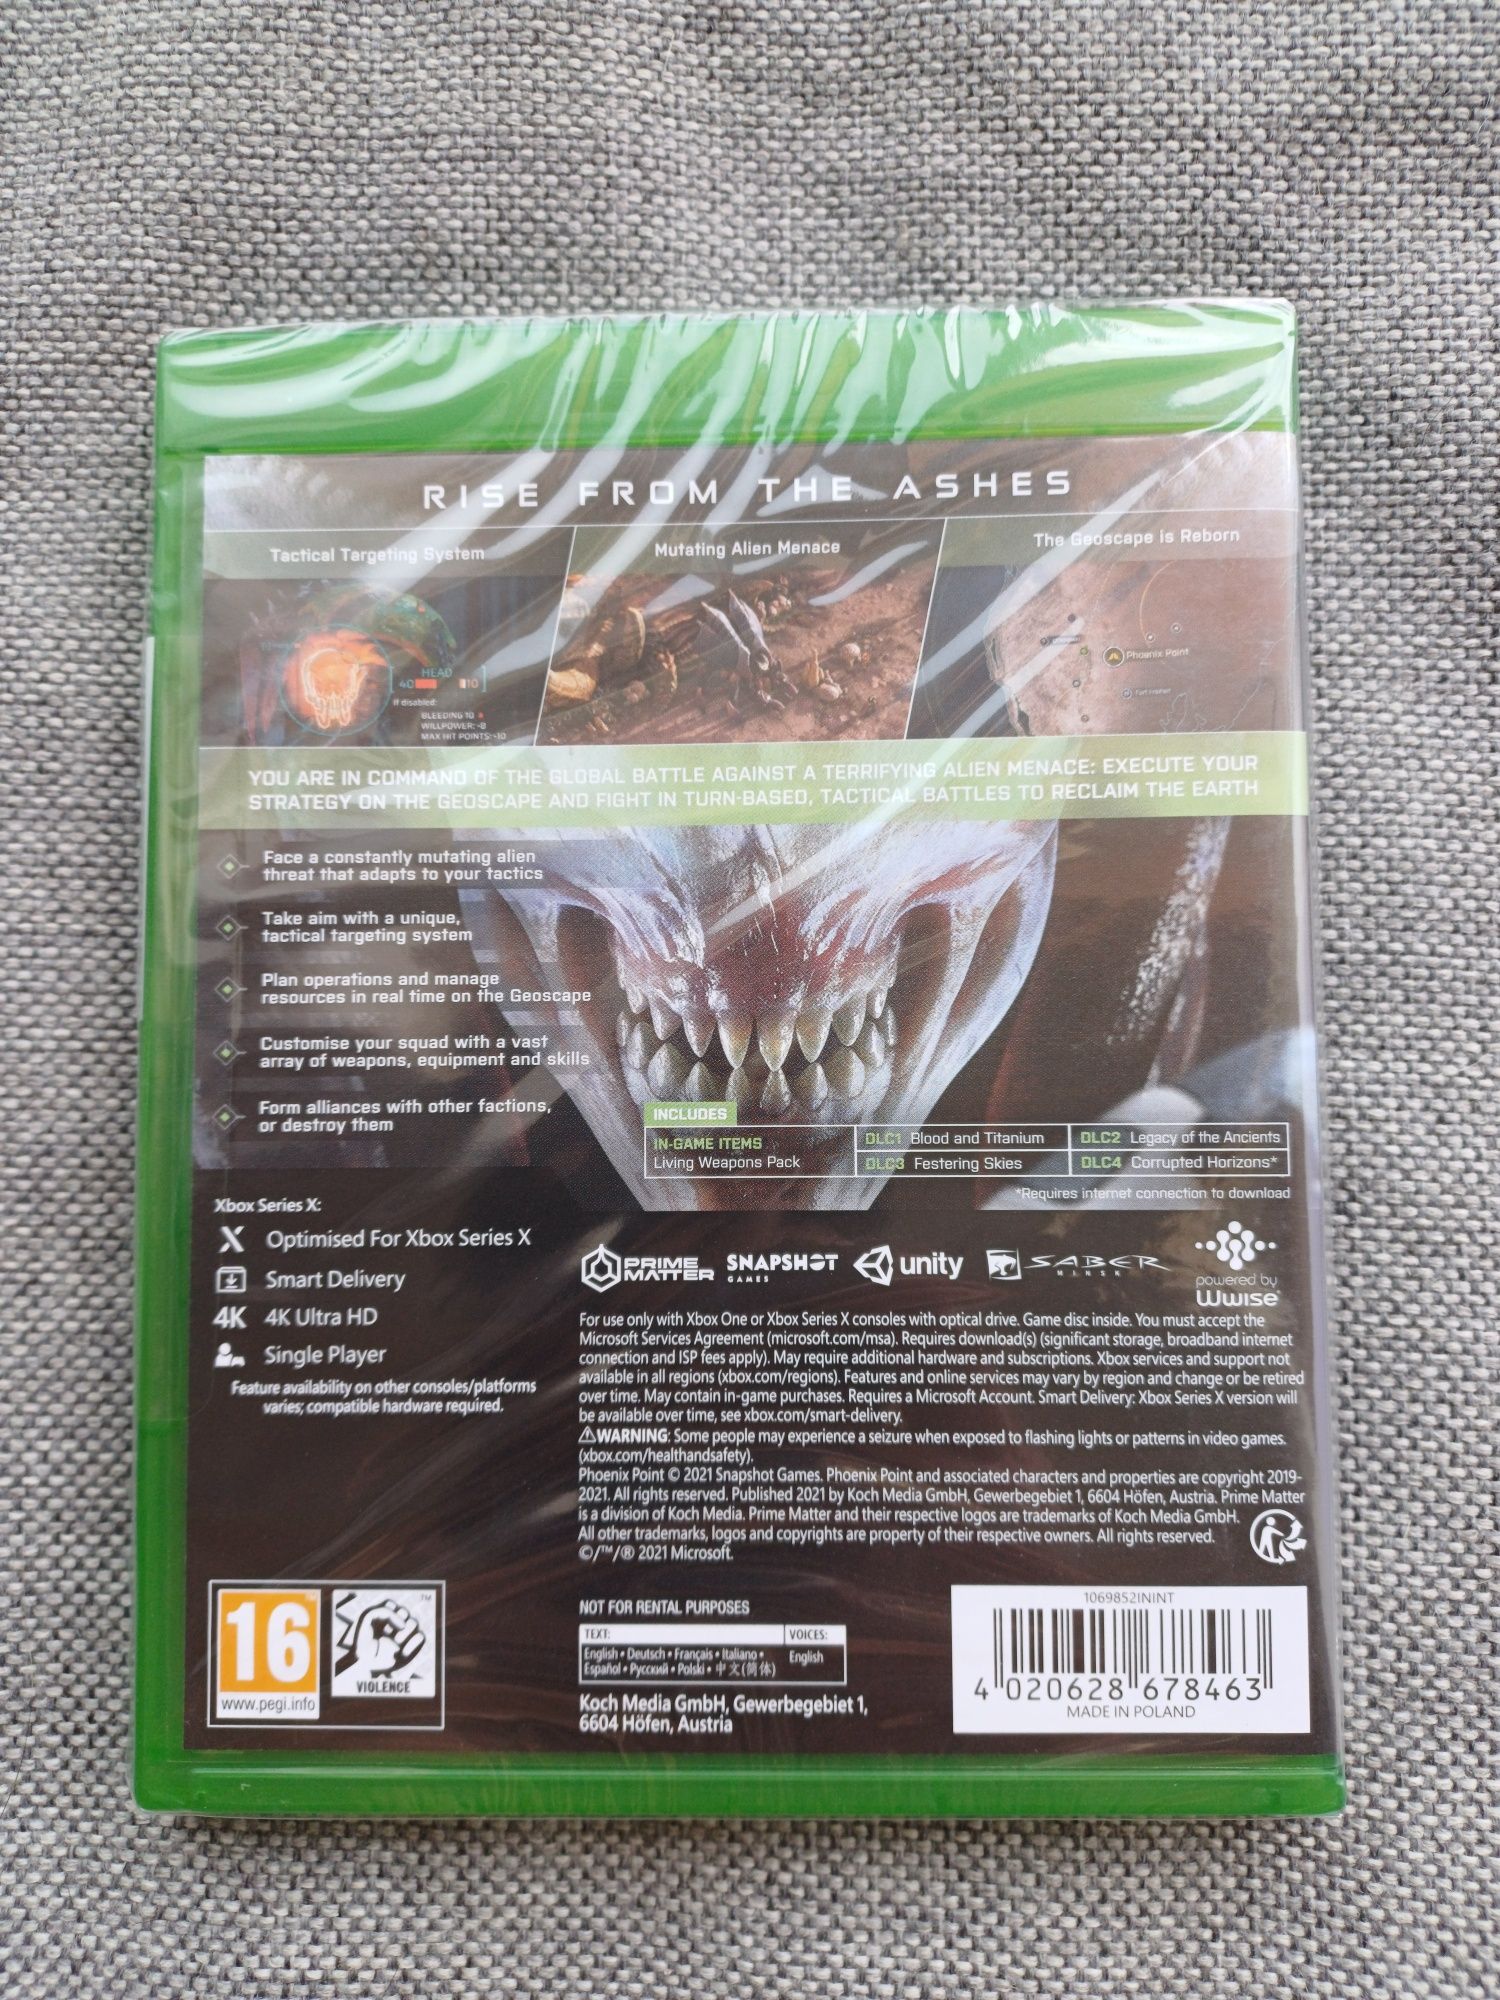 RISE FROM THE ASHES
Tactical Targeting System
Mutating Alien Menace
The Geoscape is Reborn
HEAD
40
10
If disabled:
BLEEDING 10
WILLPOWER: -8
MAX HIT POINTS: -10
Phoenix Point
YOU ARE IN COMMAND OF THE GLOBAL BATTLE AGAINST A TERRIFYING ALIEN MENACE: EXECUTE YOUR
STRATEGY ON THE GEOSCAPE AND FIGHT IN TURN-BASED, TACTICAL BATTLES TO RECLAIM THE EARTH
Face a constantly mutating alien
threat that adapts to your tactics
Take aim with a unique,
tactical targeting system
Plan operations and manage
resources in real time on the Geoscape
Customise your squad with a vast
array of weapons, equipment and skills
Form alliances with other factions,
or destroy them
INCLUDES
IN-GAME ITEMS
Living Weapons Pack
DLC1 Blood and Titanium
DLC2 Legacy of the Ancients
DLC3 Festering Skies
DLC4 Corrupted Horizons*
*Requires internet connection to download
Xbox Series X:
X Optimised For Xbox Series X
Smart Delivery
4K 4K Ultra HD
Single Player
Feature availability on other consoles/platforms
varies; compatible hardware required.
PRIME MATTER
SNAPSHOT GAMES
unity
SABER MINSK
powered by
Wwise
For use only with Xbox One or Xbox Series X consoles with optical drive. Game disc inside. You must accept the
Microsoft Services Agreement (microsoft.com/msa). Requires download(s) (significant storage, broadband internet
connection and ISP fees apply). May require additional hardware and subscriptions. Xbox services and support not
available in all regions (xbox.com/regions). Features and online services may vary by region and change or be retired
over time. May contain in-game purchases. Requires a Microsoft Account. Smart Delivery: Xbox Series X version will
be available over time, see xbox.com/smart-delivery.
⚠WARNING: Some people may experience a seizure when exposed to flashing lights or patterns in video games.
(xbox.com/healthandsafety).
Phoenix Point © 2021 Snapshot Games. Phoenix Point and associated characters and properties are copyright 2019-
2021. All rights reserved. Published 2021 by Koch Media GmbH, Gewerbegebiet 1, 6604 Höfen, Austria. Prime Matter
is a division of Koch Media. Prime Matter and their respective logos are trademarks of Koch Media GmbH.
All other trademarks, logos and copyrights are property of their respective owners. All rights reserved.
©/™/® 2021 Microsoft.
16
www.pegi.info
VIOLENCE
™
NOT FOR RENTAL PURPOSES
TEXT:
English • Deutsch • Français • Italiano •
Español • Русский • Polski • 中文(简体)
VOICES:
English
Koch Media GmbH, Gewerbegebiet 1,
6604 Höfen, Austria
1069852ININT
4 020628 678463
MADE IN POLAND